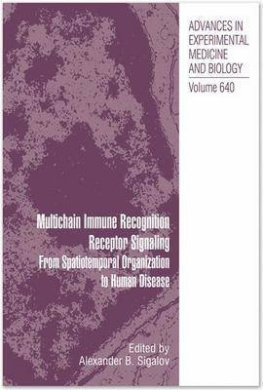 ADVANCES IN
EXPERIMENTAL
MEDICINE
AND BIOLOGY
Volume 640
Multichain Immune Recognition
Receptor Signaling
From Spatiotemporal Organization
to Human Disease
Edited by
Alexander B. Sigalov